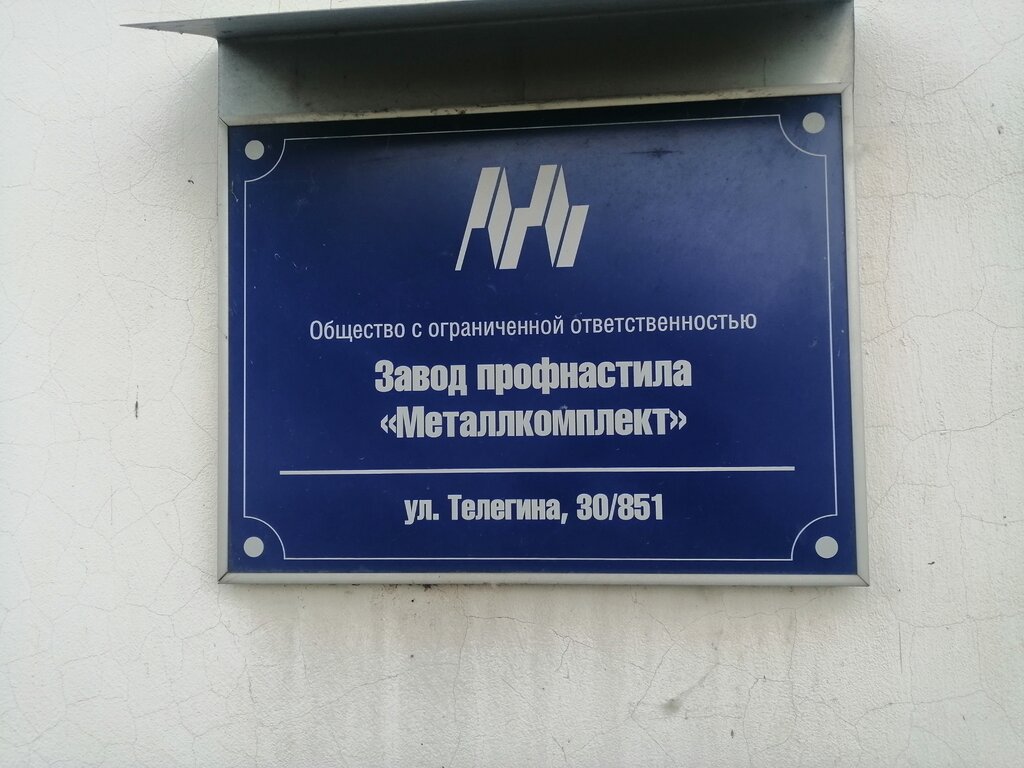 Общество с ограниченной ответственностью
Завод профнастила
«Металлкомплект»
ул. Телегина, 30/851